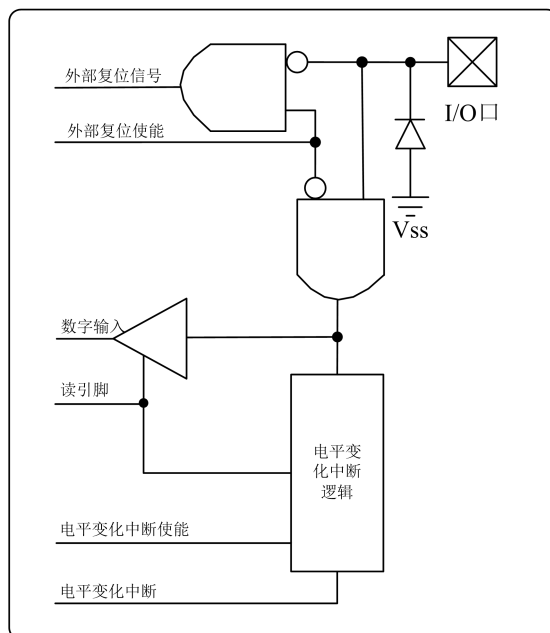 外部复位信号
外部复位使能
I/O口
Vss
数字输入
读引脚
电平变
化中断
逻辑
电平变化中断使能
电平变化中断